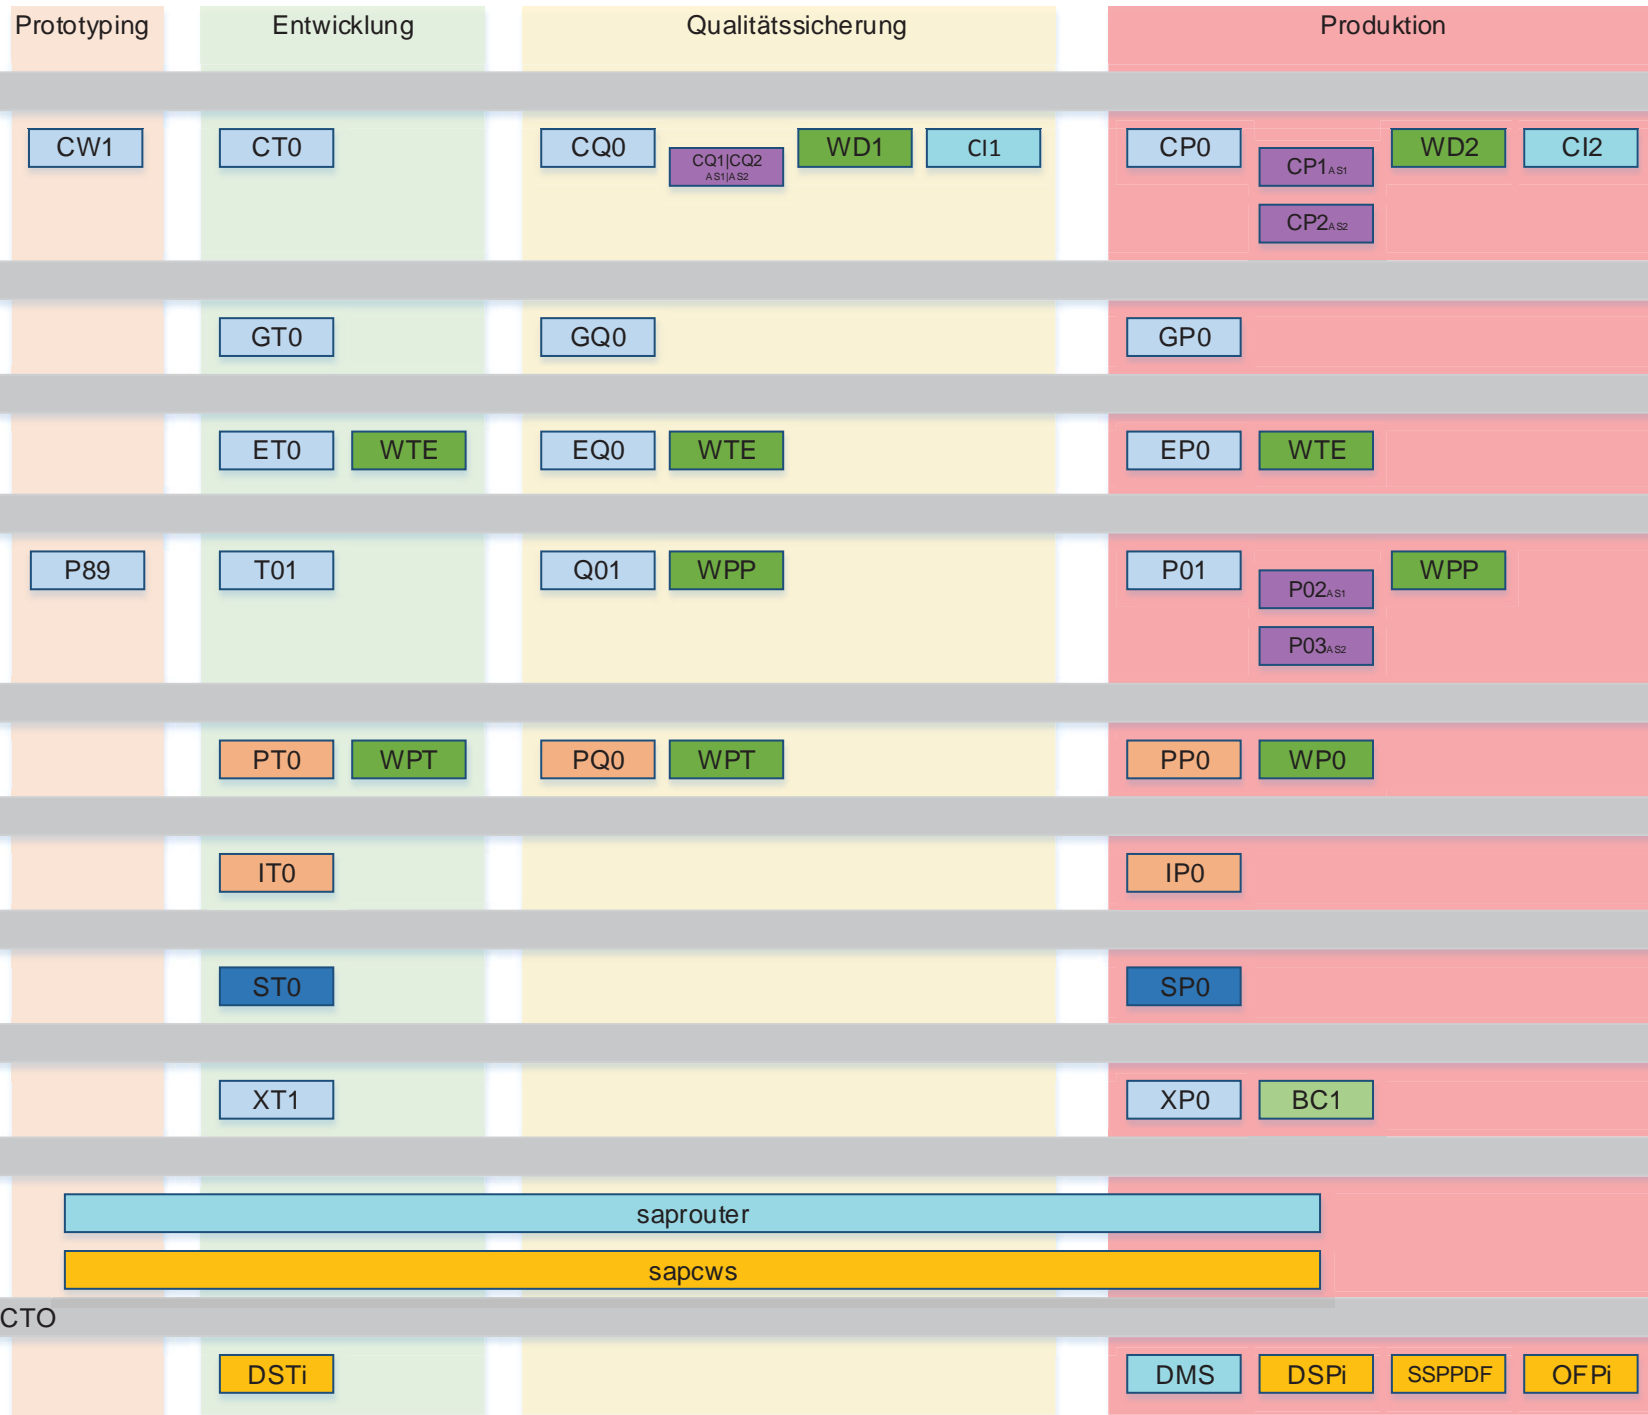 Prototyping Entwicklung Qualitätssicherung Produktion
CW1 CT0 CQ0 CQ1|CQ2 WD1 CI1 CP0 CP1AS1 WD2 CI2
AS1|AS2
CP2AS2
GT0 GQ0 GP0
ET0 WTE EQ0 WTE EP0 WTE
P89 T01 Q01 WPP P01 P02AS1 WPP
P03AS2
PT0 WPT PQ0 WPT PP0 WP0
IT0 IP0
ST0 SP0
XT1 XP0 BC1
saprouter
sapcws
CTO
DSTi DMS DSPi SSPPDF OFPi